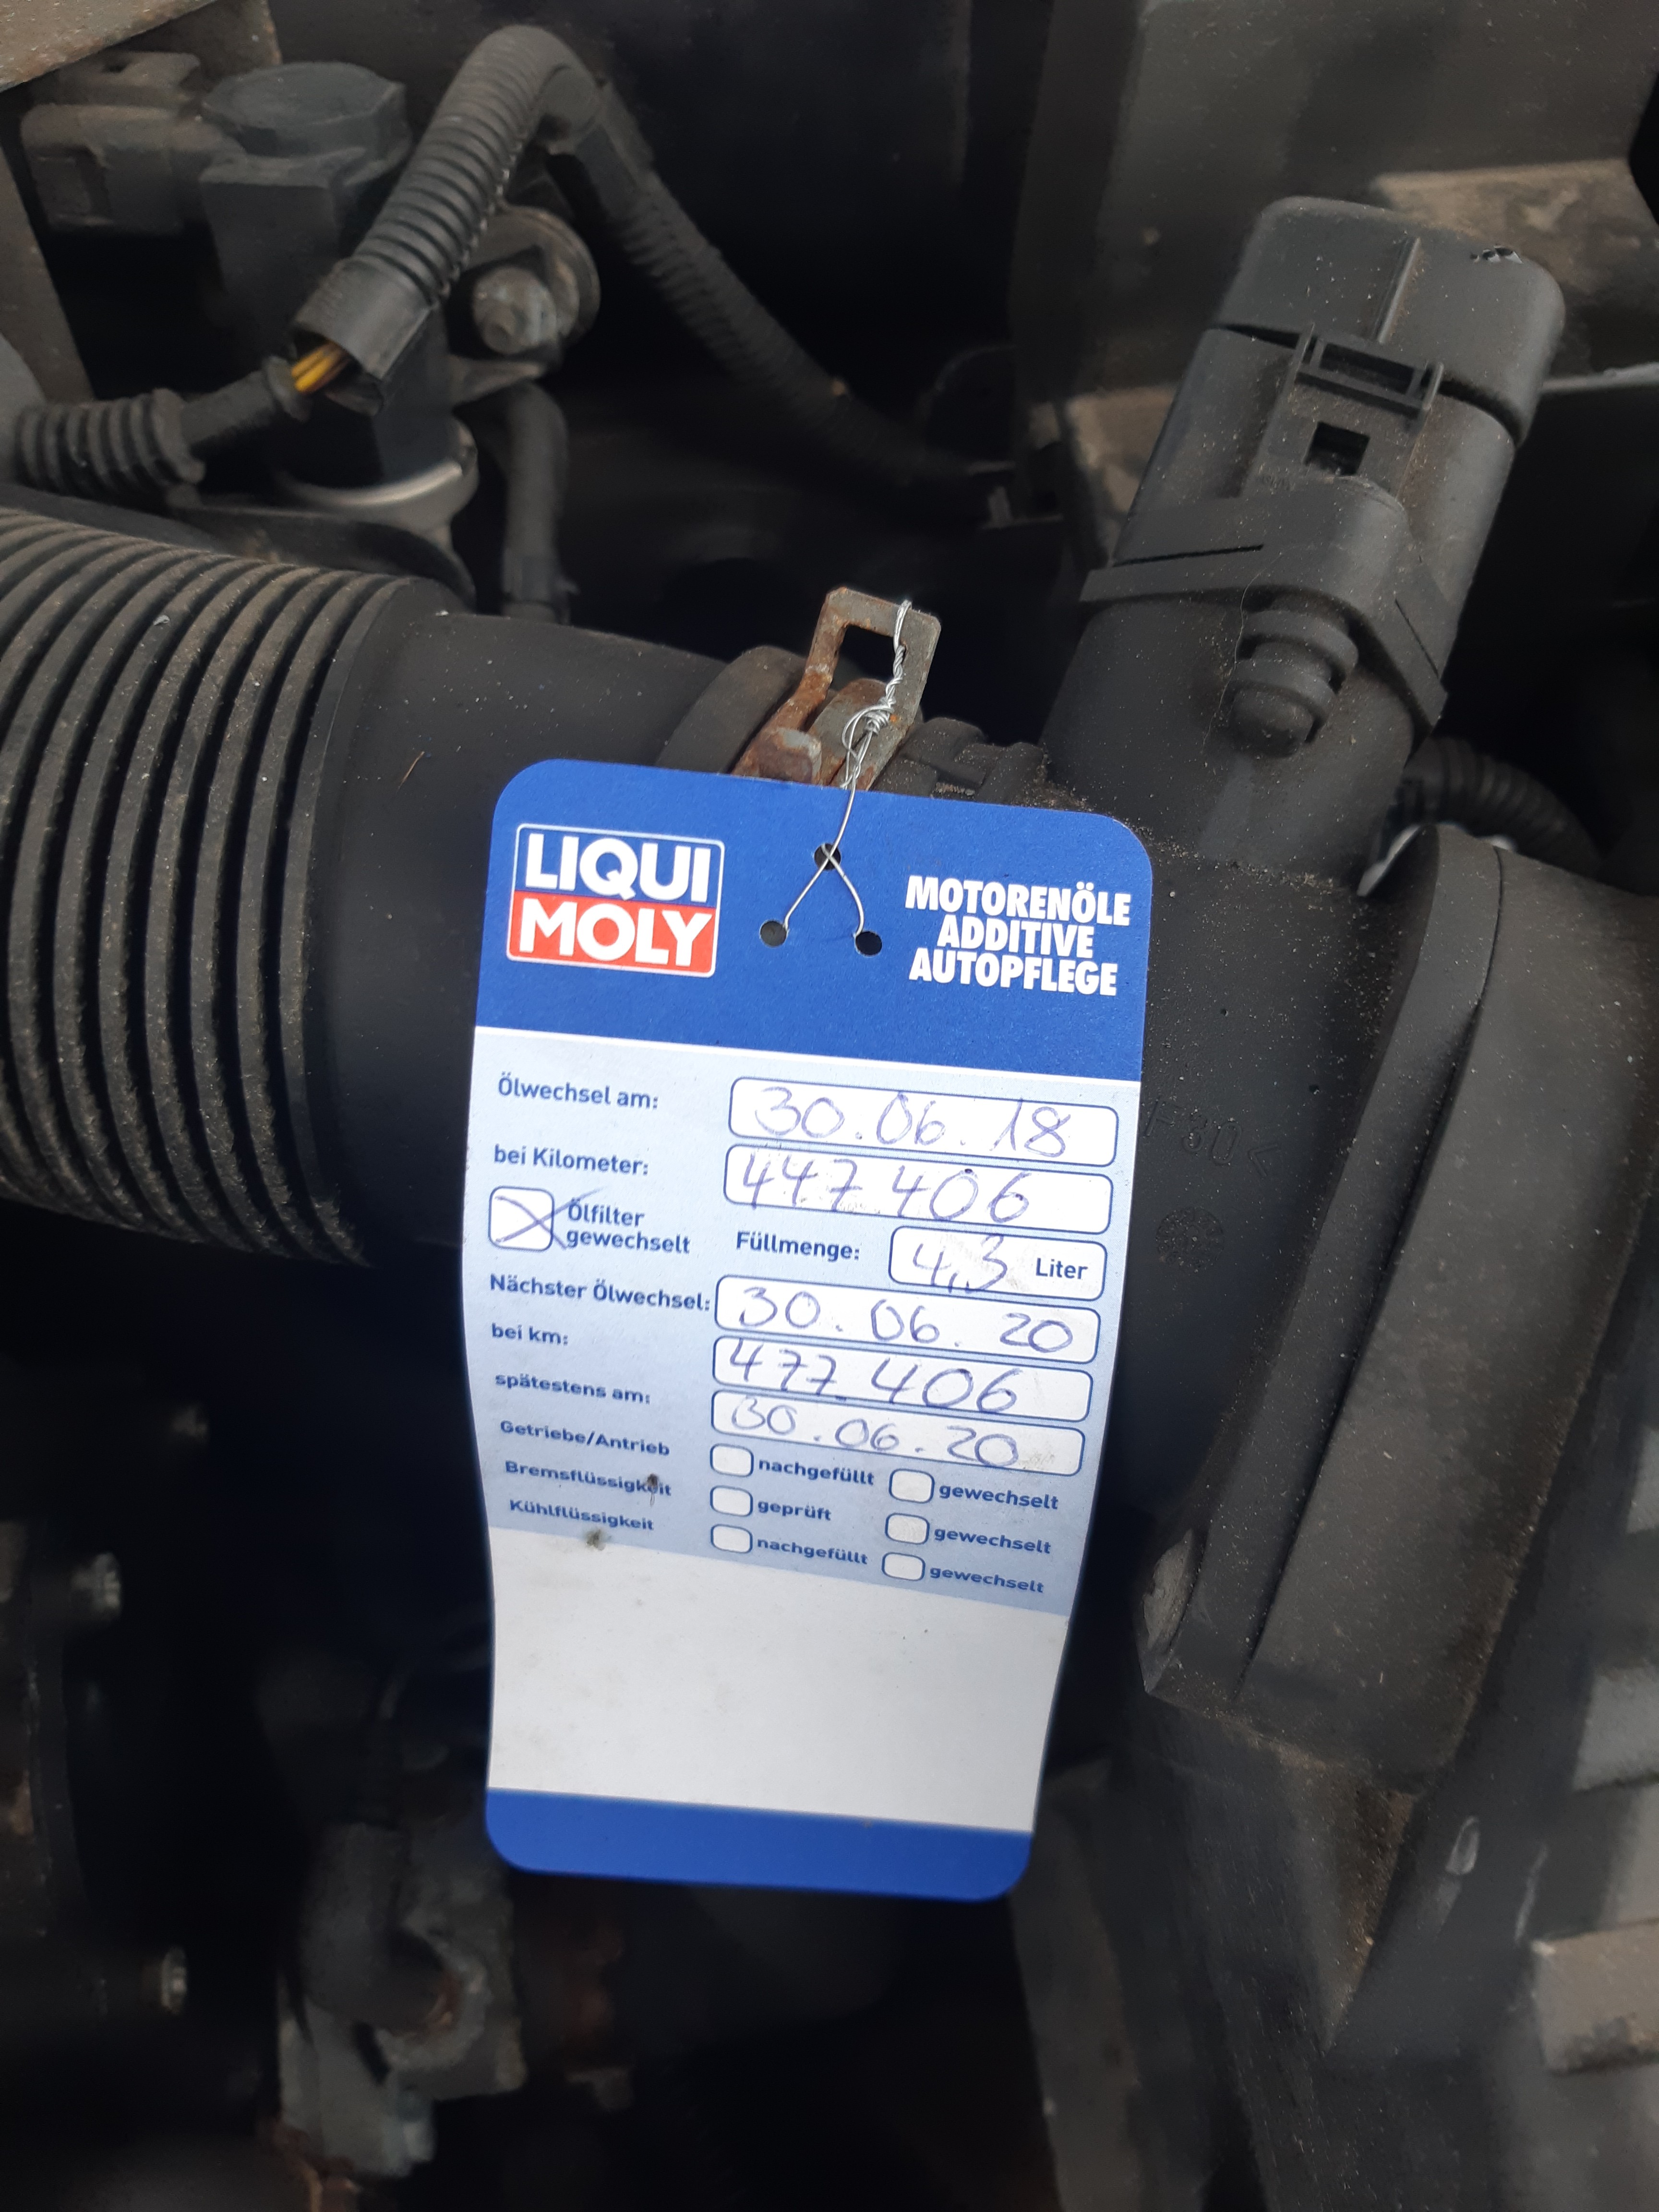 LIQUI
MOLY
MOTORENÖLE
ADDITIVE
AUTOPFLEGE
Ölwechsel am: 30.06.18
bei Kilometer: 447.406
Ölfilter
gewechselt
Füllmenge: 4,3 Liter
Nächster Ölwechsel: 30.06.20
bei km: 477.406
spätestens am: 30.06.20
Getriebe/Antrieb nachgefüllt gewechselt
Bremsflüssigkeit geprüft gewechselt
Kühlflüssigkeit nachgefüllt gewechselt